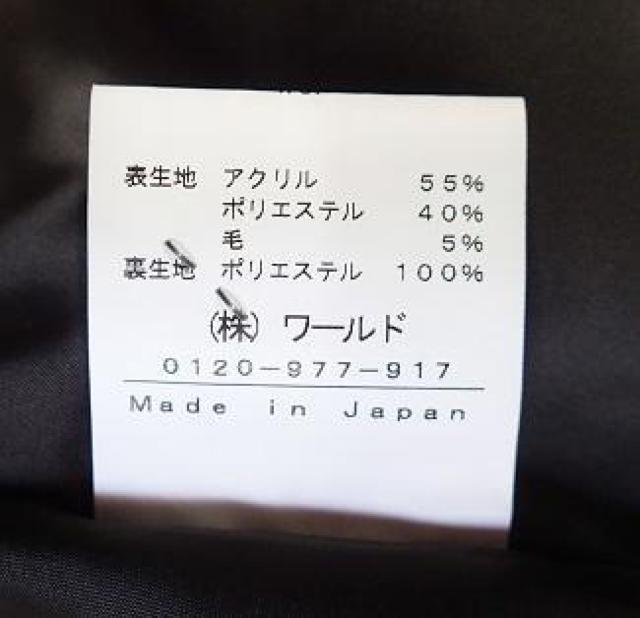 表生地 アクリル 55%
ポリエステル 40%
毛 5%
裏生地 ポリエステル 100%
(株) ワールド
0120-977-917
Made in Japan